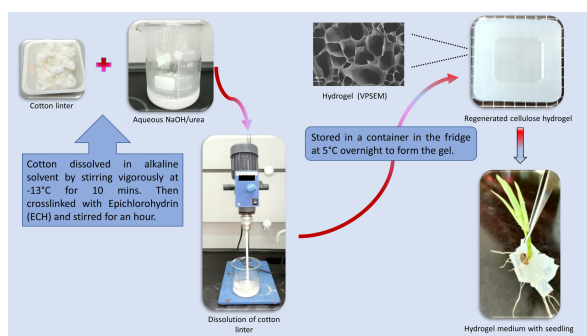 Cotton linter
Aqueous NaOH/urea
Cotton dissolved in alkaline
solvent by stirring vigorously at
-13°C for 10 mins. Then
crosslinked with Epichlorohydrin
(ECH) and stirred for an hour.
Dissolution of cotton
linter
Hydrogel (VPSEM)
Stored in a container in the fridge
at 5°C overnight to form the gel.
Regenerated cellulose hydrogel
Hydrogel medium with seedling